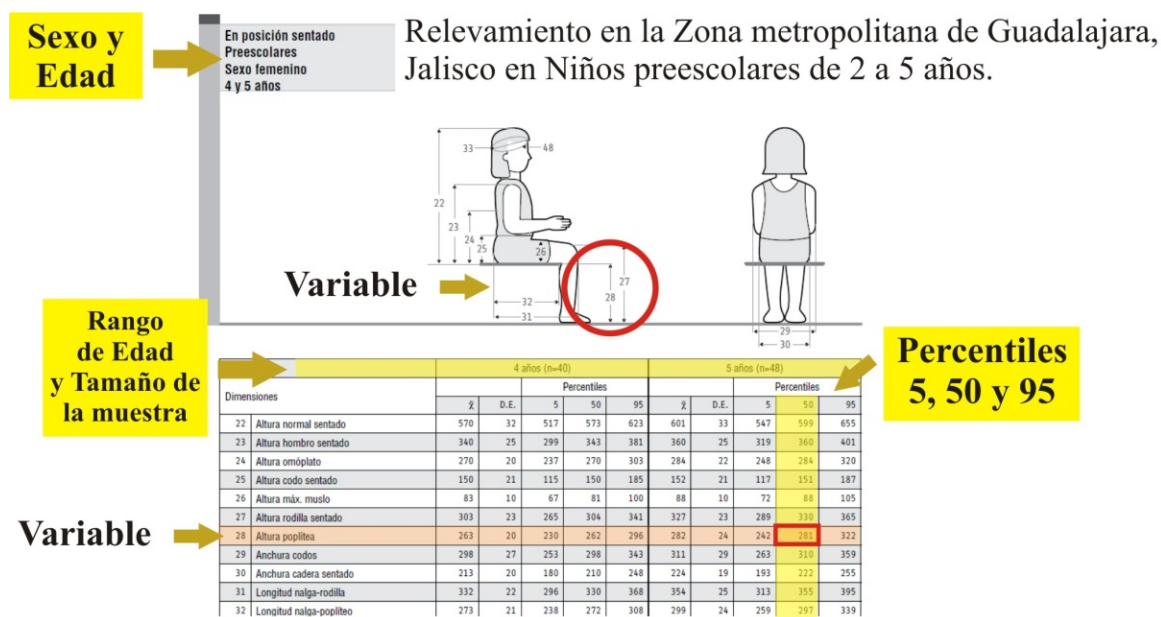 Sexo y
Edad
En posición sentado
Preescolares
Sexo femenino
4 y 5 años
Relevamiento en la Zona metropolitana de Guadalajara,
Jalisco en Niños preescolares de 2 a 5 años.
33 48
22
23
24
25
26
27
28
32
31
29
30
Variable
Rango
de Edad
y Tamaño de
la muestra
Percentiles
5, 50 y 95
Variable
4 años (n=40) 5 años (n=48)
Dimensiones Percentiles Percentiles
x̄ D.E. 5 50 95 x̄ D.E. 5 50 95
22 Altura normal sentado 570 32 517 573 623 601 33 547 599 655
23 Altura hombro sentado 340 25 299 343 381 360 25 319 360 401
24 Altura omóplato 270 20 237 270 303 284 22 248 284 320
25 Altura codo sentado 150 21 115 150 185 152 21 117 151 187
26 Altura máx. muslo 83 10 67 81 100 88 10 72 88 105
27 Altura rodilla sentado 303 23 265 304 341 327 23 289 330 365
28 Altura poplítea 263 20 230 262 296 282 24 242 281 322
29 Anchura codos 298 27 253 298 343 311 29 263 310 359
30 Anchura cadera sentado 213 20 180 210 248 224 19 193 222 255
31 Longitud nalga-rodilla 332 22 296 330 368 354 25 313 355 395
32 Longitud nalga-poplíteo 273 21 238 272 308 299 24 259 297 339